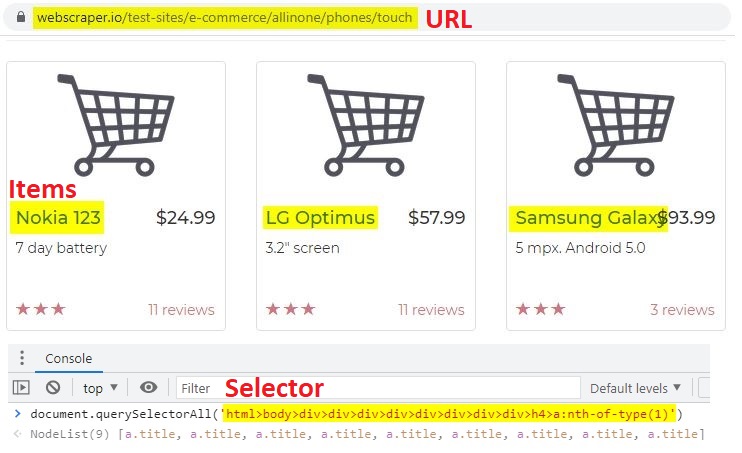 webscraper.io/test-sites/e-commerce/allinone/phones/touch URL
Items
Nokia 123 $24.99 LG Optimus $57.99 Samsung Galaxy $93.99
7 day battery 3.2" screen 5 mpx. Android 5.0
11 reviews 11 reviews 3 reviews
Console
top Filter Selector Default levels
document.querySelectorAll('html>body>div>div>div>div>div>div>div>div>h4>a:nth-of-type(1)')
NodeList(9) [a.title, a.title, a.title, a.title, a.title, a.title, a.title, a.title, a.title]